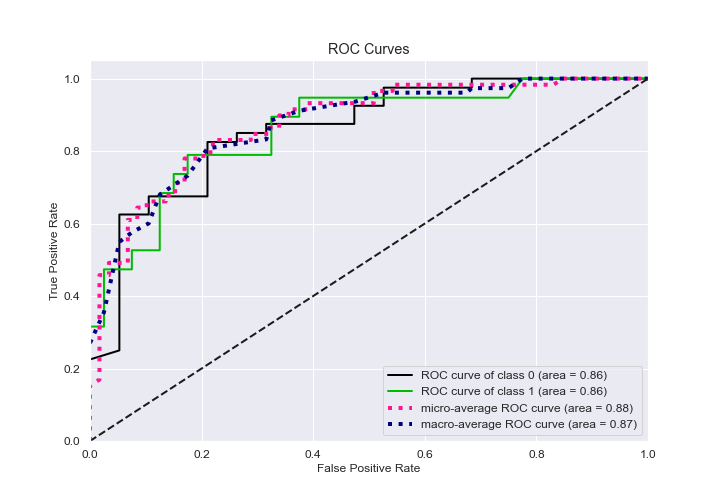 ROC Curves
1.0
0.8
0.6
0.4
0.2
0.0
True Positive Rate
ROC curve of class 0 (area = 0.86)
ROC curve of class 1 (area = 0.86)
micro-average ROC curve (area = 0.88)
macro-average ROC curve (area = 0.87)
0.0 0.2 0.4 0.6 0.8 1.0
False Positive Rate